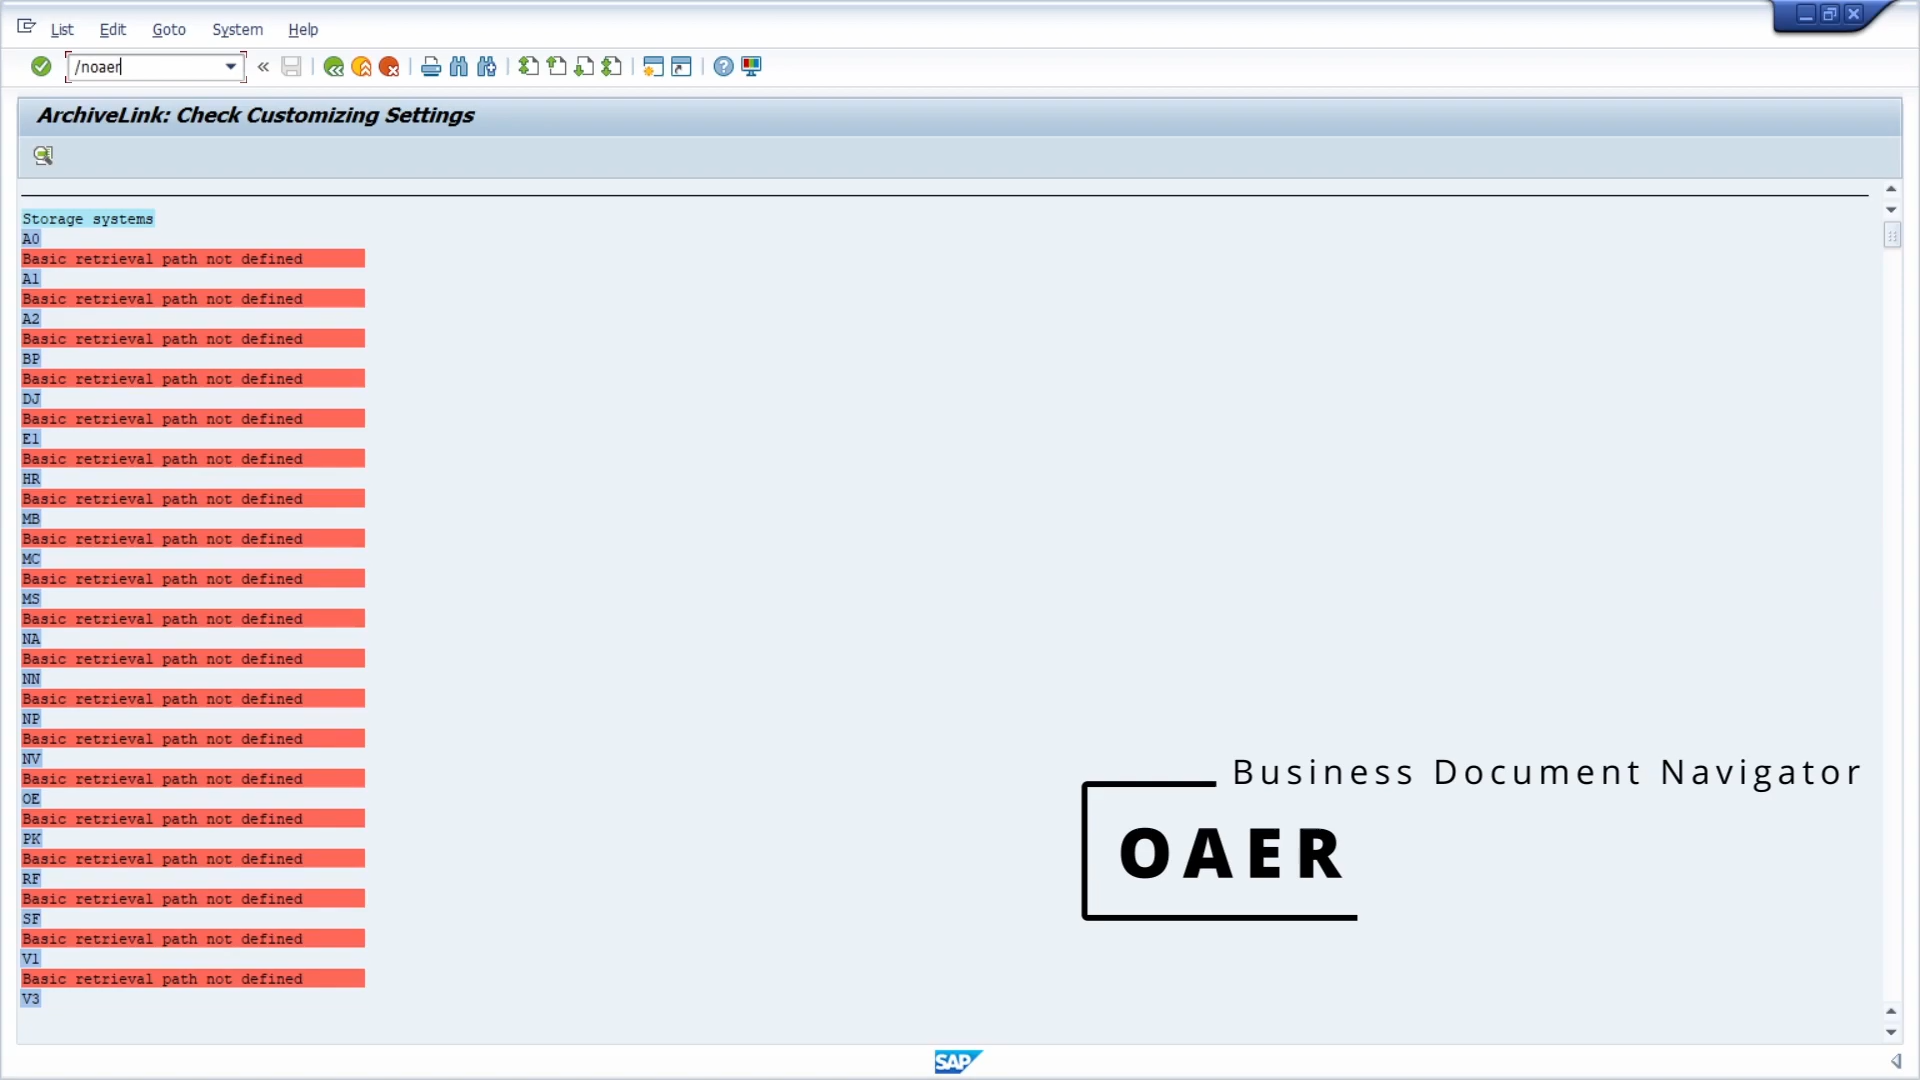 List Edit Goto System Help
/noaer
ArchiveLink: Check Customizing Settings
Storage systems
A0
Basic retrieval path not defined
A1
Basic retrieval path not defined
A2
Basic retrieval path not defined
BP
Basic retrieval path not defined
DJ
Basic retrieval path not defined
E1
Basic retrieval path not defined
HR
Basic retrieval path not defined
MB
Basic retrieval path not defined
MC
Basic retrieval path not defined
MS
Basic retrieval path not defined
NA
Basic retrieval path not defined
NN
Basic retrieval path not defined
NP
Basic retrieval path not defined
NV
Basic retrieval path not defined
OE
Basic retrieval path not defined
PK
Basic retrieval path not defined
RF
Basic retrieval path not defined
SF
Basic retrieval path not defined
V1
Basic retrieval path not defined
V3
Business Document Navigator
OAER
SAP